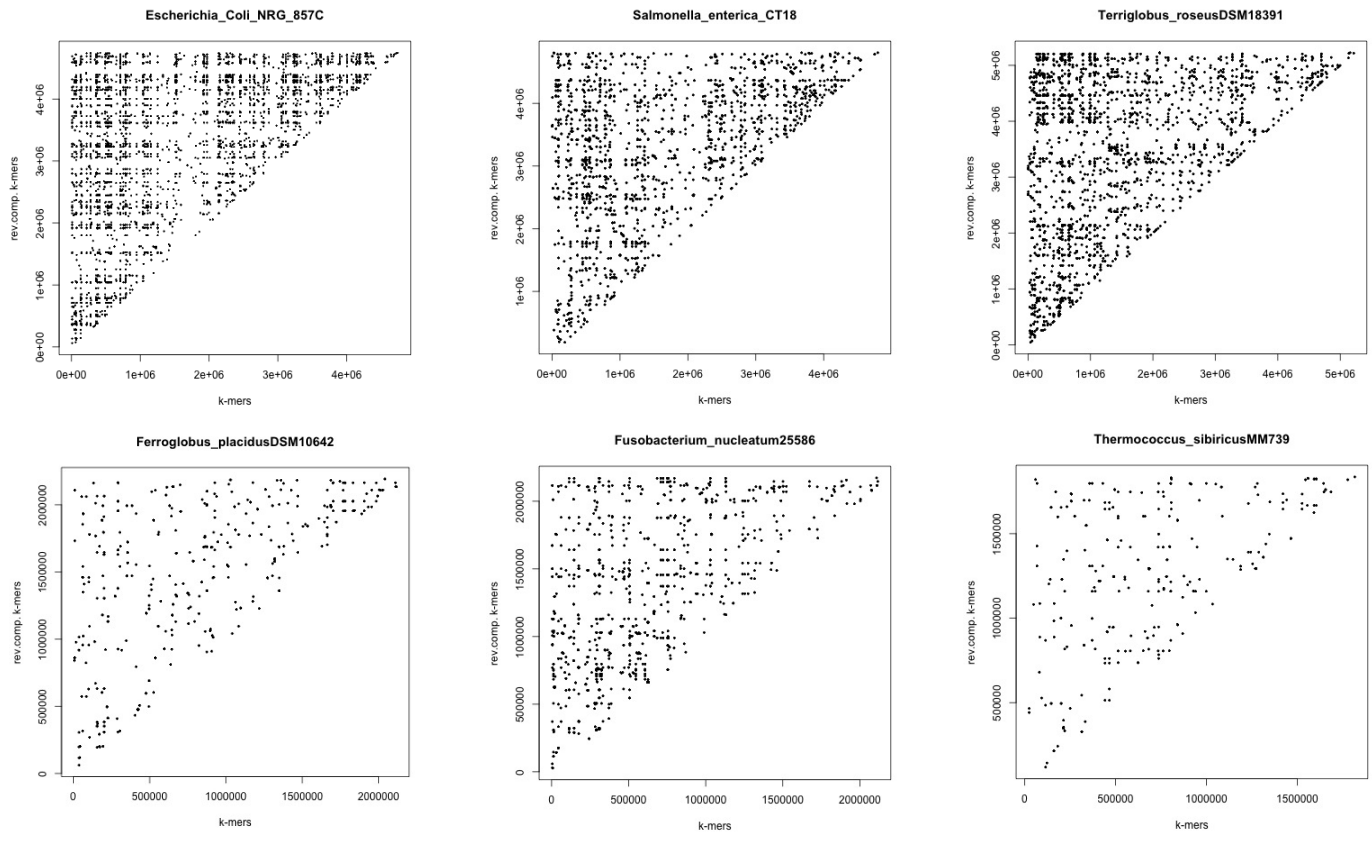 Escherichia_Coli_NRG_857C
rev.comp. k-mers
0e+00 1e+06 2e+06 3e+06 4e+06
0e+00 1e+06 2e+06 3e+06 4e+06
k-mers
Salmonella_enterica_CT18
rev.comp. k-mers
1e+06 2e+06 3e+06 4e+06
0e+00 1e+06 2e+06 3e+06 4e+06
k-mers
Terriglobus_roseusDSM18391
rev.comp. k-mers
0e+00 1e+06 2e+06 3e+06 4e+06 5e+06
0e+00 1e+06 2e+06 3e+06 4e+06 5e+06
k-mers
Ferroglobus_placidusDSM10642
rev.comp. k-mers
0 500000 1000000 1500000 2000000
0 500000 1000000 1500000 2000000
k-mers
Fusobacterium_nucleatum25586
rev.comp. k-mers
0 500000 1000000 1500000 2000000
0 500000 1000000 1500000 2000000
k-mers
Thermococcus_sibiricusMM739
rev.comp. k-mers
500000 1000000 1500000
0 500000 1000000 1500000
k-mers